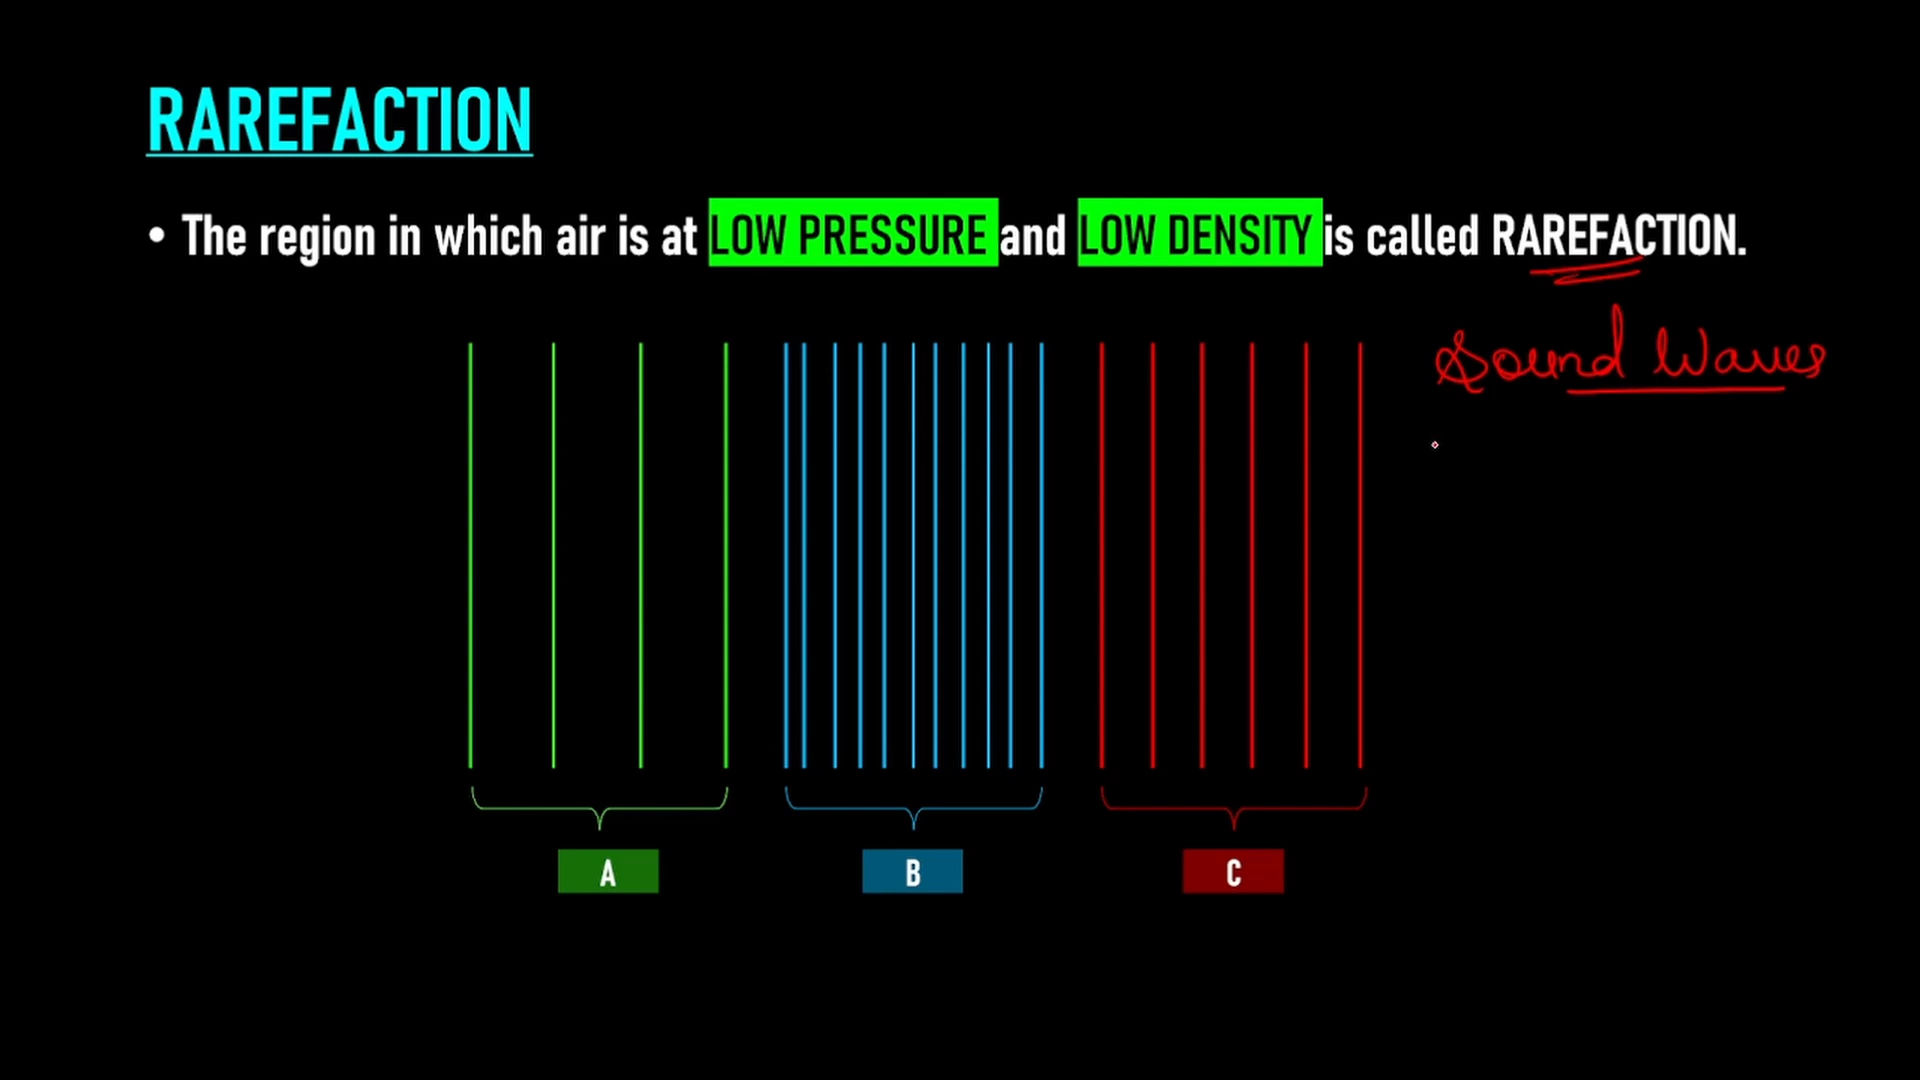 RAREFACTION
• The region in which air is at LOW PRESSURE and LOW DENSITY is called RAREFACTION.
Sound Waves
A B C